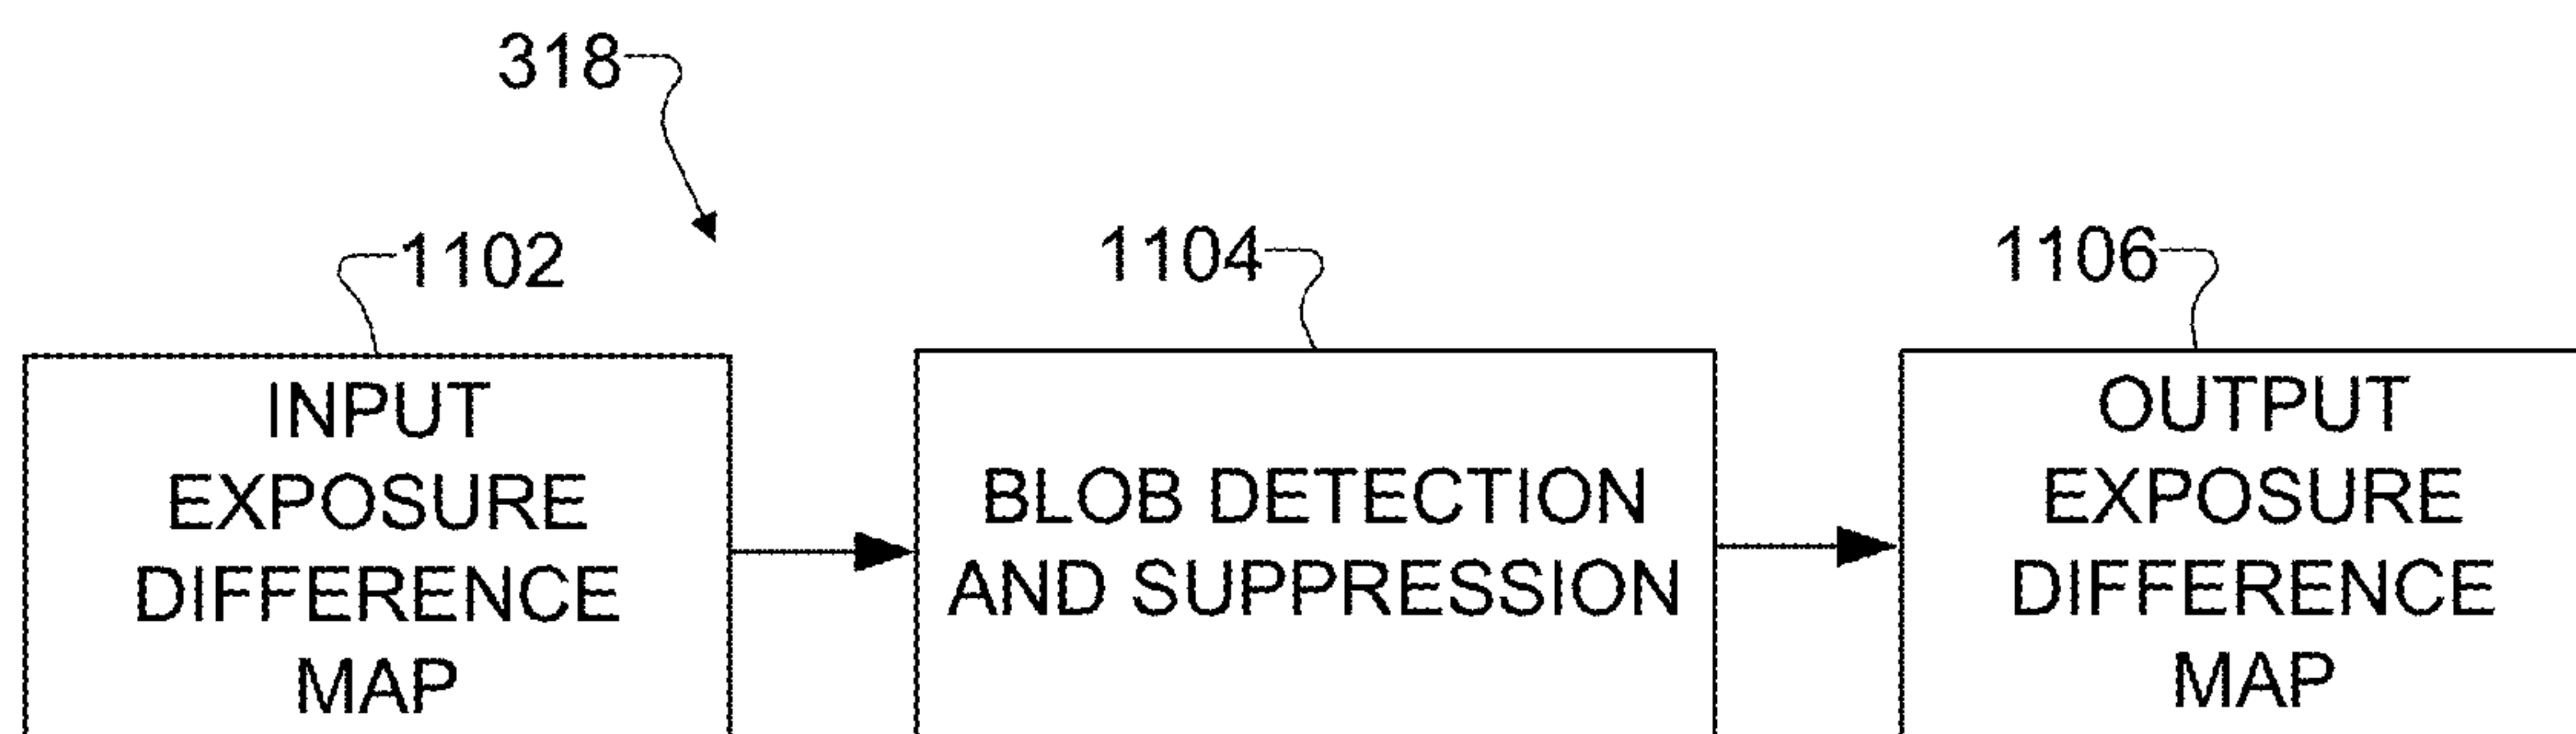 318
1102
1104
1106
INPUT
EXPOSURE
DIFFERENCE
MAP
BLOB DETECTION
AND SUPPRESSION
OUTPUT
EXPOSURE
DIFFERENCE
MAP